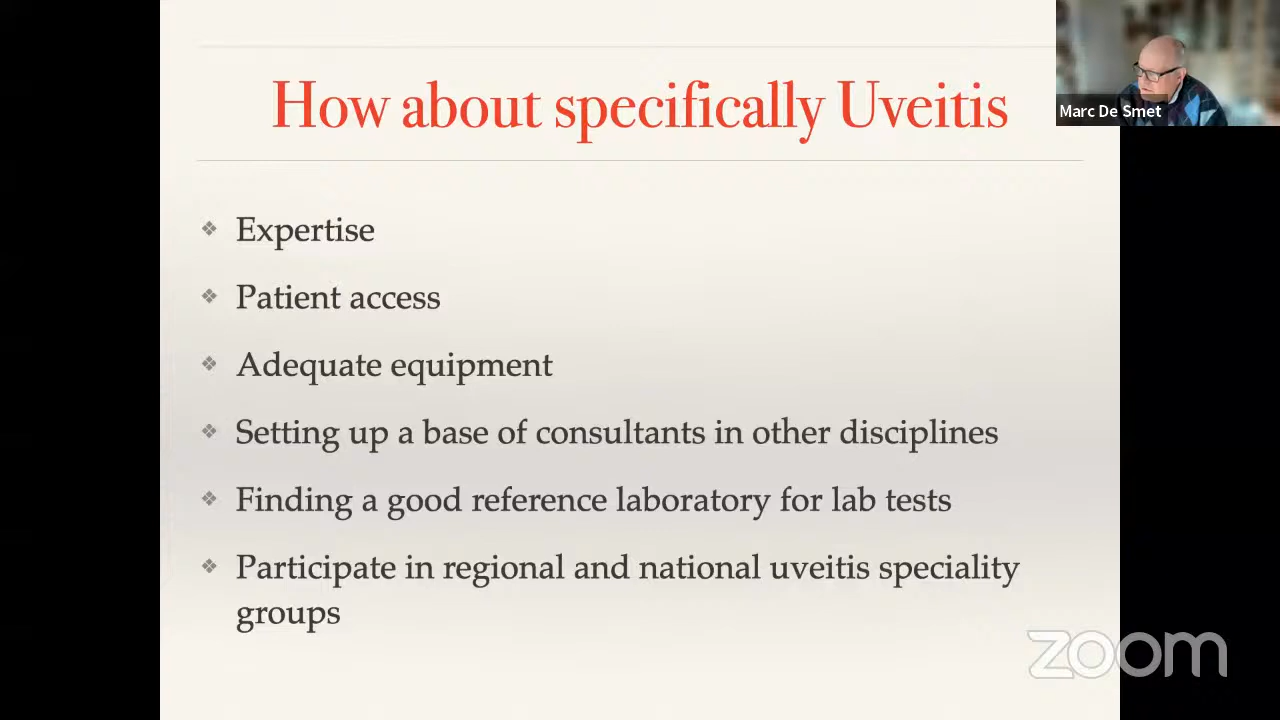 How about specifically Uveitis
Marc De Smet
Expertise
Patient access
Adequate equipment
Setting up a base of consultants in other disciplines
Finding a good reference laboratory for lab tests
Participate in regional and national uveitis speciality
groups
zoom